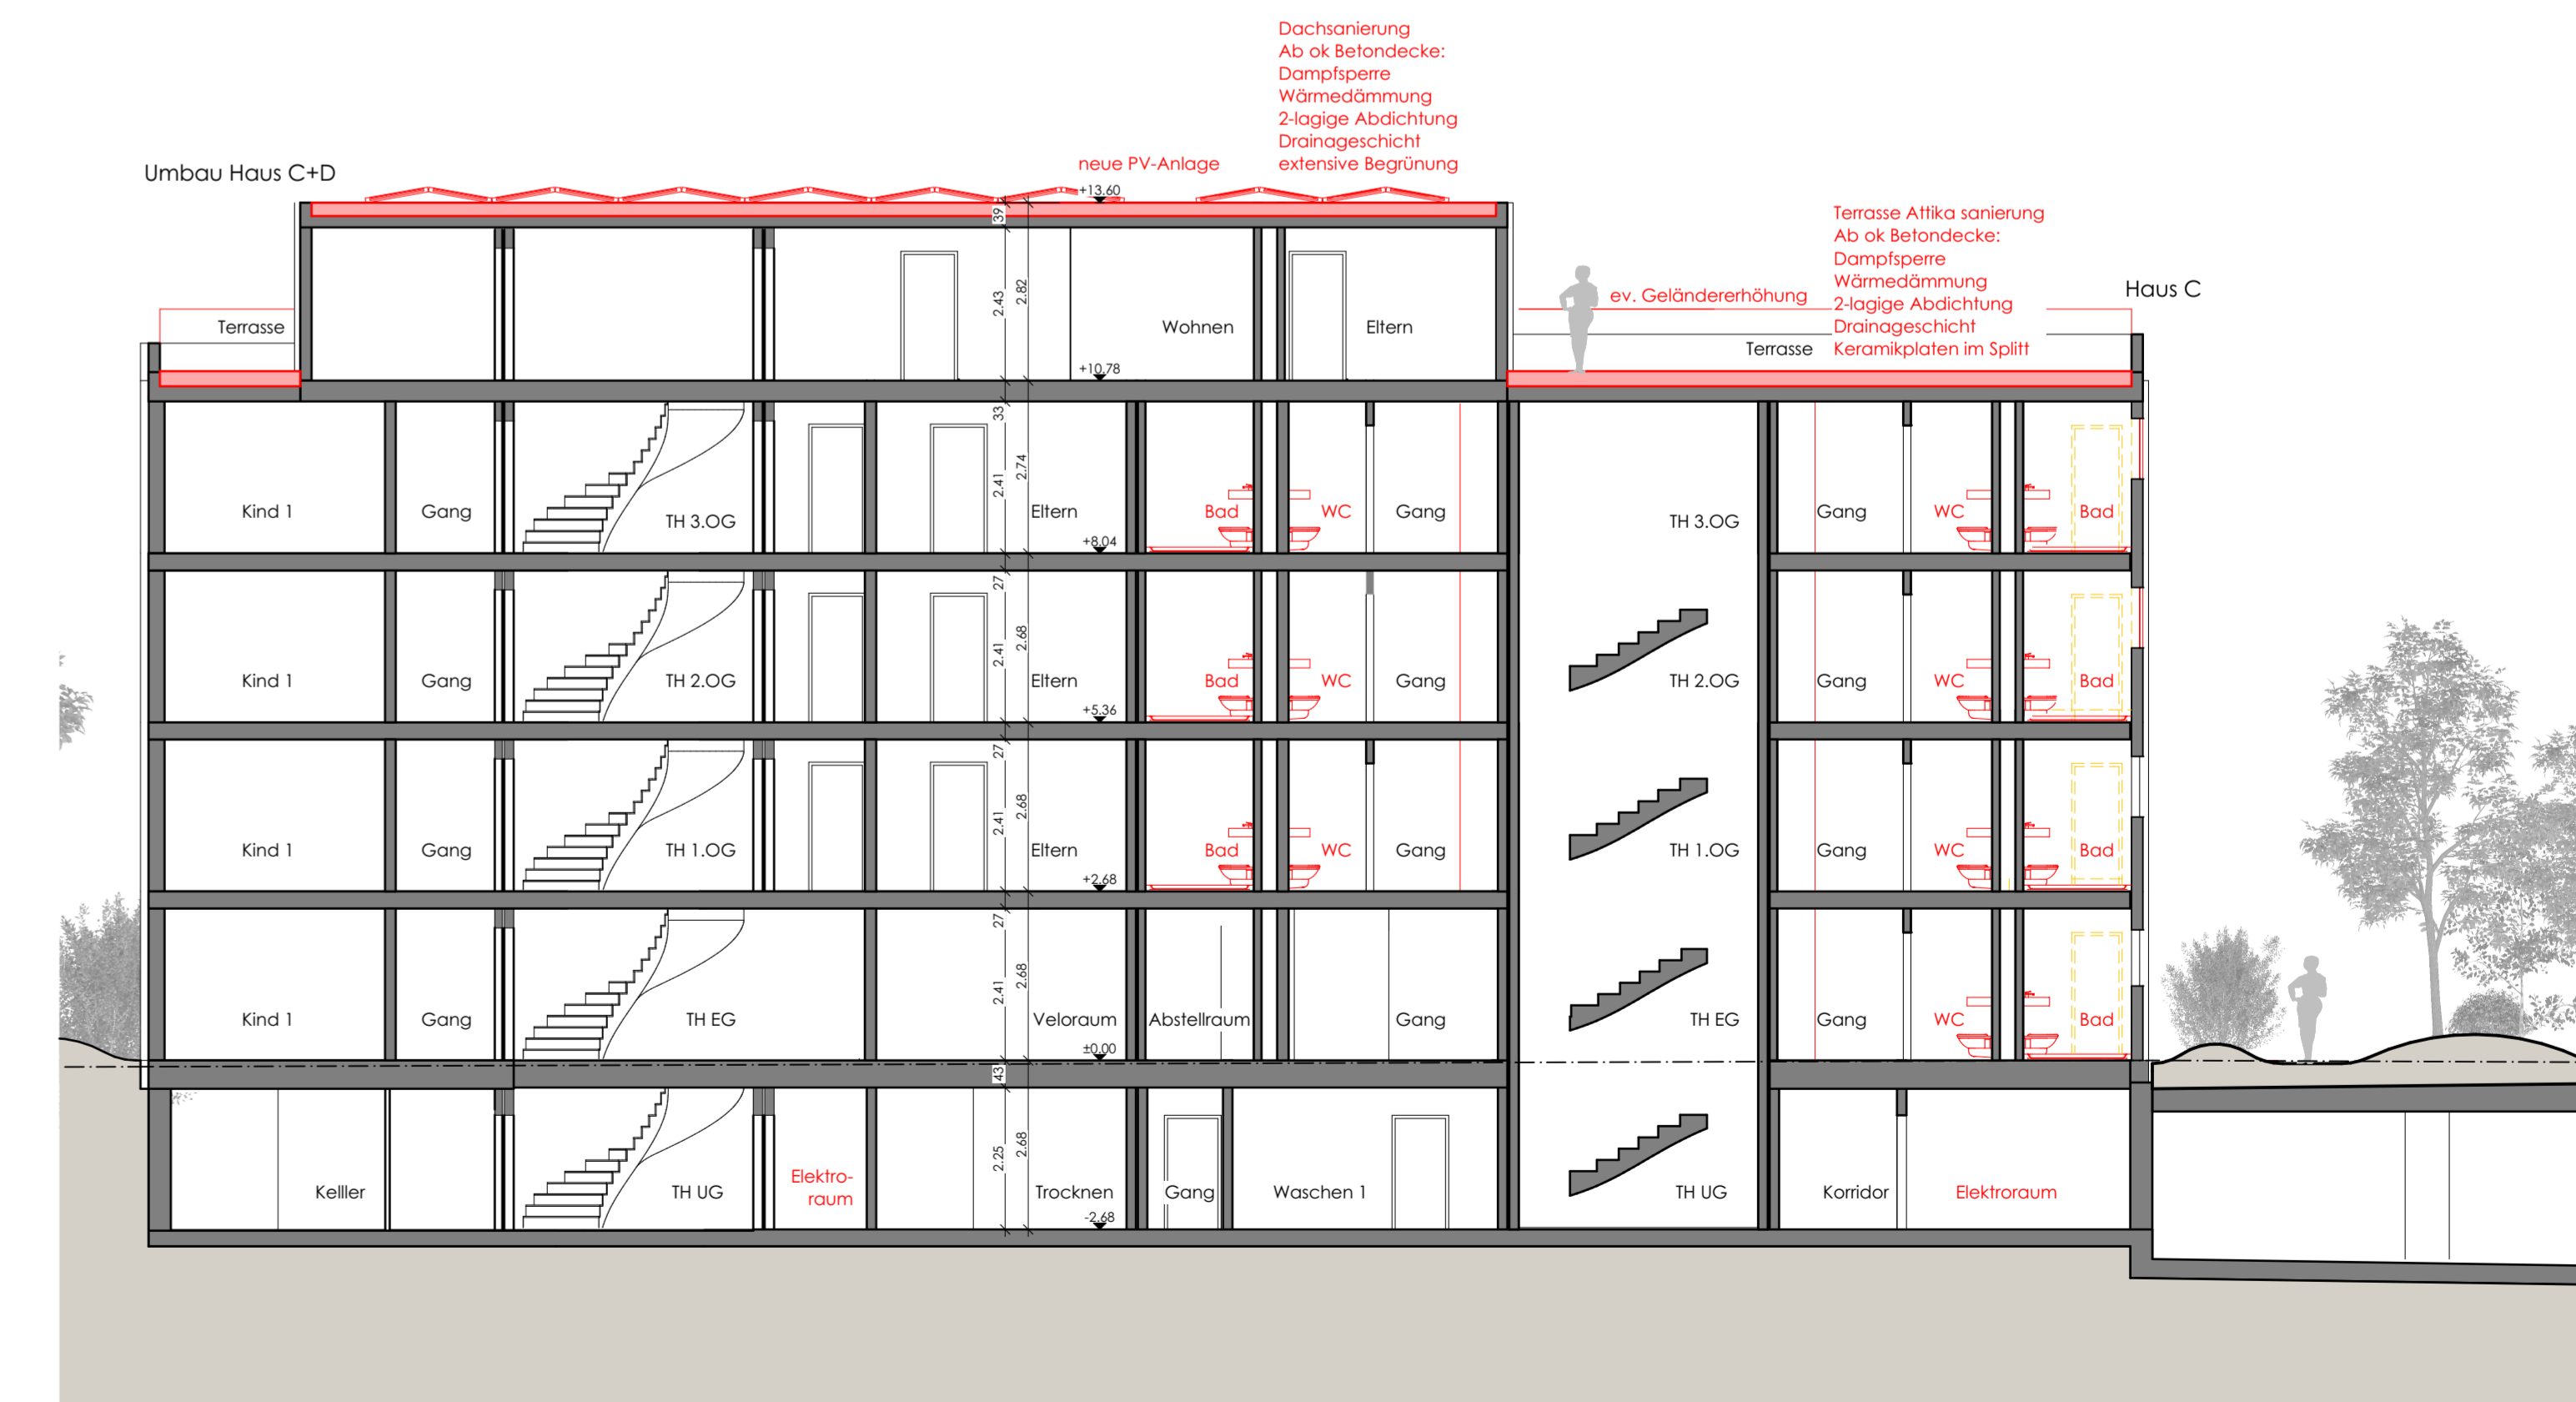 Dachsanierung
Ab ok Betondecke:
Dampfsperre
Wärmedämmung
2-lagige Abdichtung
Drainageschicht
extensive Begrünung
neue PV-Anlage
Umbau Haus C+D
+13.60
39
Terrasse Attika sanierung
Ab ok Betondecke:
Dampfsperre
Wärmedämmung
2-lagige Abdichtung
Drainageschicht
Keramikplaten im Splitt
Haus C
ev. Geländererhöhung
Terrasse
2.43
2.82
Wohnen
Eltern
Terrasse
+10.78
33
2.41
2.74
Kind 1
Gang
TH 3.OG
Eltern
Bad
WC
Gang
TH 3.OG
Gang
WC
Bad
+8.04
27
2.41
2.68
Kind 1
Gang
TH 2.OG
Eltern
Bad
WC
Gang
TH 2.OG
Gang
WC
Bad
+5.36
27
2.41
2.68
Kind 1
Gang
TH 1.OG
Eltern
Bad
WC
Gang
TH 1.OG
Gang
WC
Bad
+2.68
27
2.41
2.68
Kind 1
Gang
TH EG
Veloraum
Abstellraum
Gang
TH EG
Gang
WC
Bad
±0.00
43
2.25
2.68
Kelller
TH UG
Elektro-
raum
Trocknen
Gang
Waschen 1
TH UG
Korridor
Elektroraum
-2.68